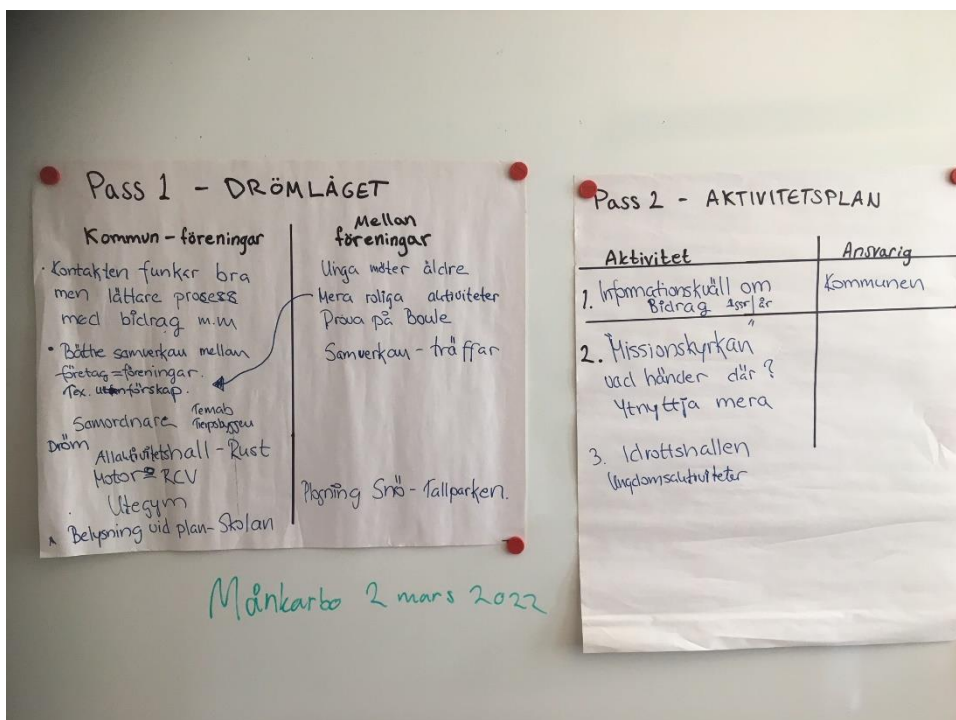 Pass 1 - DRÖMLÄGET
Kommun - föreningar
· Kontakten funkar bra
men lättare process
med bidrag m.m
• Bättre samverkan mellan
företag = föreningar.
Tex. utanförskap.
Samordnare Temab
Tierpsbyggen
Dröm
Allaktivitetshall - Rust
Motor = RCV
Utegym
Belysning vid plan - Skolan
Mellan
föreningar
Unga möter äldre
Mera roliga aktiviteter
Prova på Boule
Samverkan - träffar
Plogning Snö - Tallparken.
Pass 2 - AKTIVITETSPLAN
Aktivitet Ansvarig
1. Informationskväll om Kommunen
Bidrag 1ggr/år
2. Missionskyrkan
vad händer där?
Ytnyttja mera
3. Idrottshallen
Ungdomsaktiviteter
Månkarbo 2 mars 2022